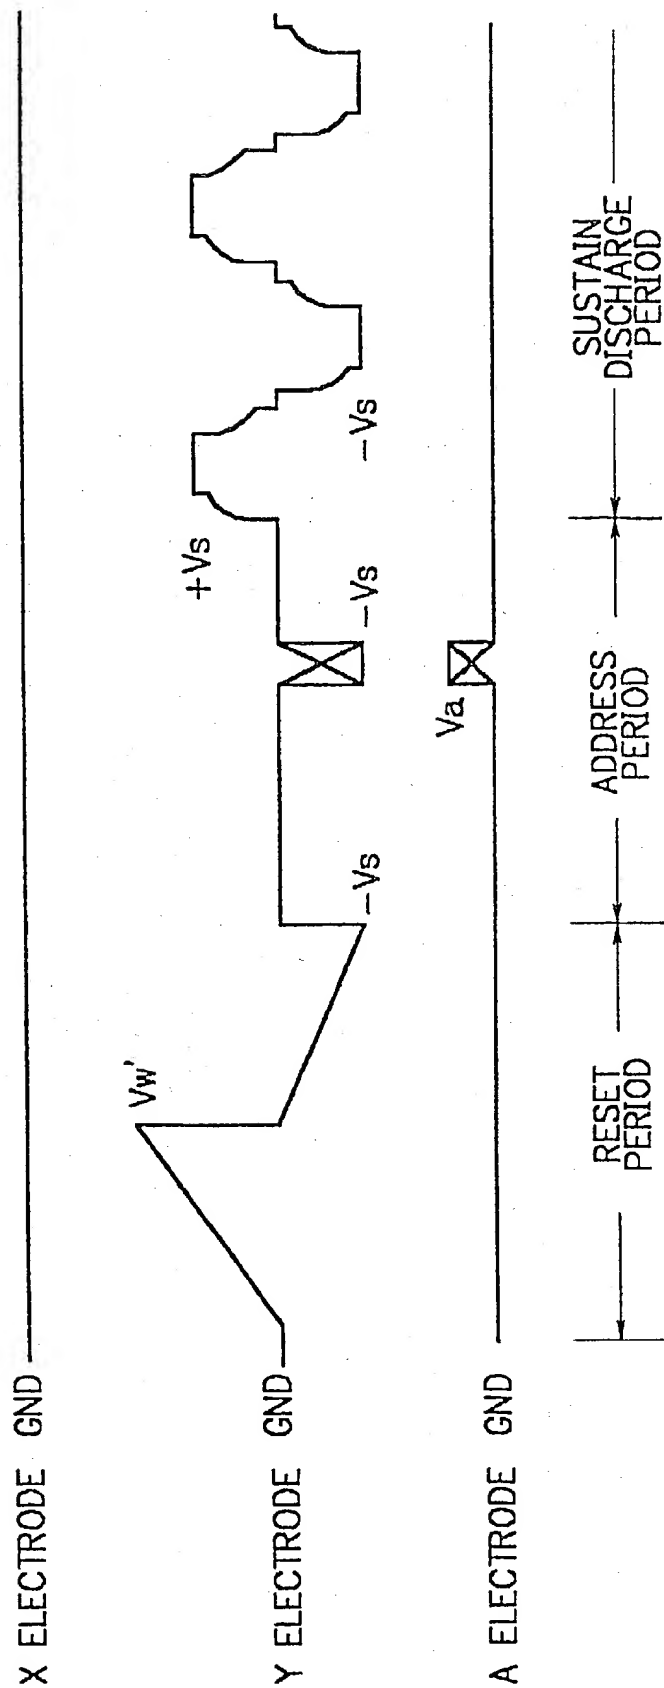 X ELECTRODE GND
Vw'
+Vs
Y ELECTRODE GND
-Vs
-Vs
-Vs
Va
A ELECTRODE GND
RESET
PERIOD
ADDRESS
PERIOD
SUSTAIN
DISCHARGE
PERIOD